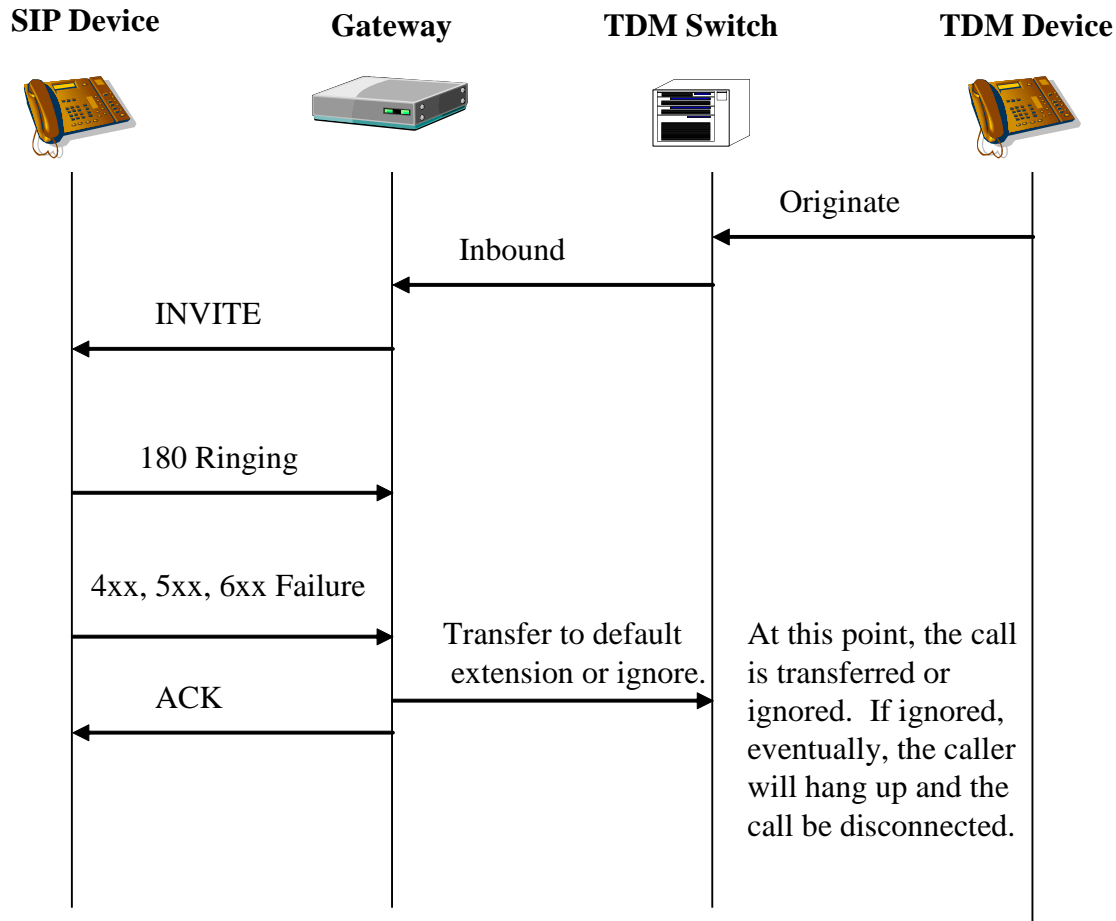 SIP Device
Gateway
TDM Switch
TDM Device
Originate
Inbound
INVITE
180 Ringing
4xx, 5xx, 6xx Failure
Transfer to default
extension or ignore.
At this point, the call
is transferred or
ignored. If ignored,
eventually, the caller
will hang up and the
call be disconnected.
ACK